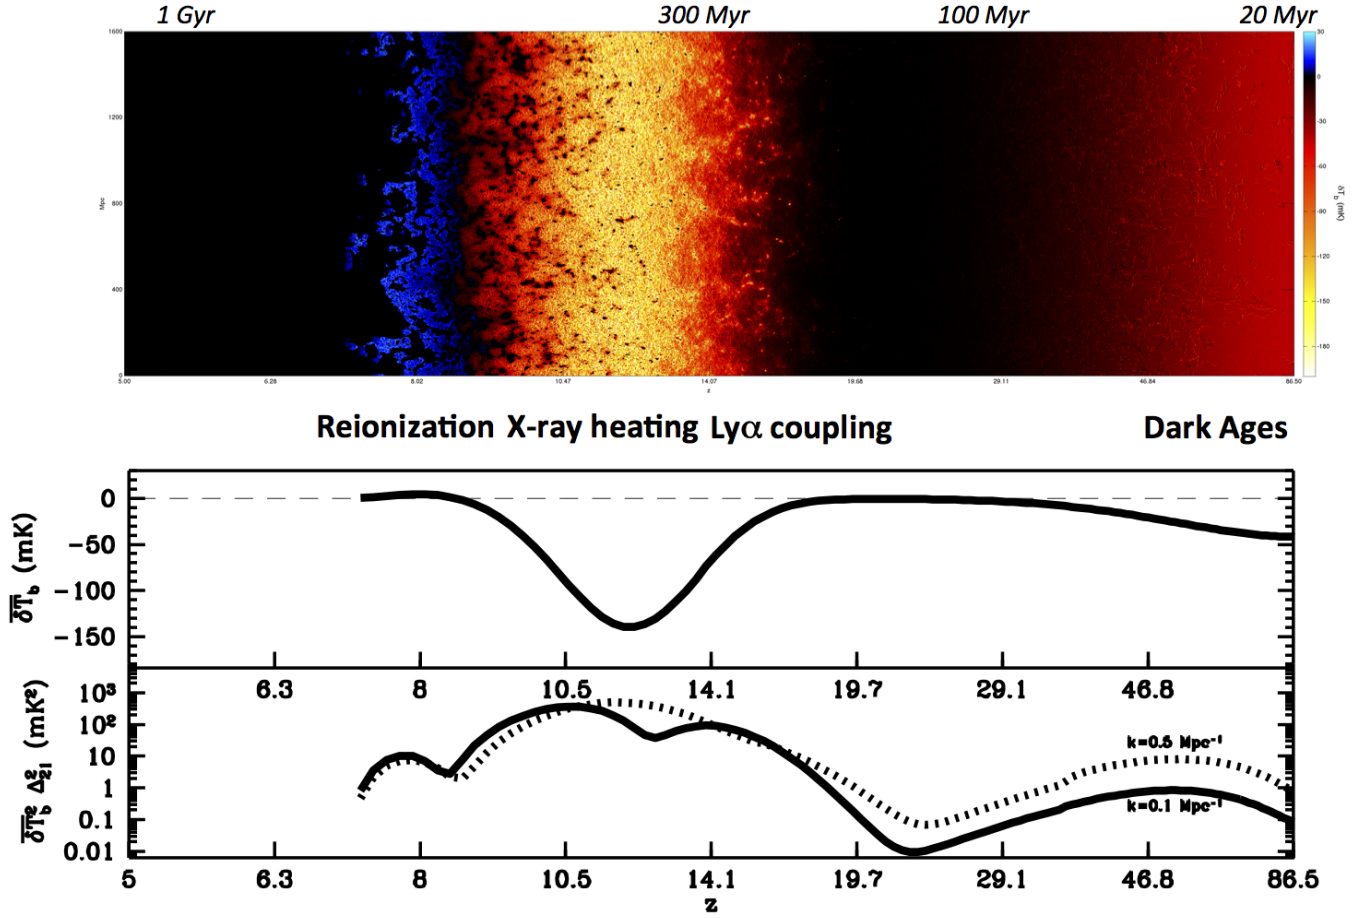 1 Gyr 300 Myr 100 Myr 20 Myr
1600
1200
800
400
0
Mpc
5.00 6.28 8.02 10.47 14.07 19.68 29.11 46.84 86.50
z
30
0
-30
-60
-90
-120
-150
-180
δT_b (mK)
Reionization X-ray heating Lyα coupling Dark Ages
0
−50
−100
−150
δT_b (mK)
6.3 8 10.5 14.1 19.7 29.1 46.8
10³
10²
10
1
0.1
0.01
δT_b² Δ²₂₁ (mK²)
k=0.5 Mpc⁻¹
k=0.1 Mpc⁻¹
5 6.3 8 10.5 14.1 19.7 29.1 46.8 86.5
z